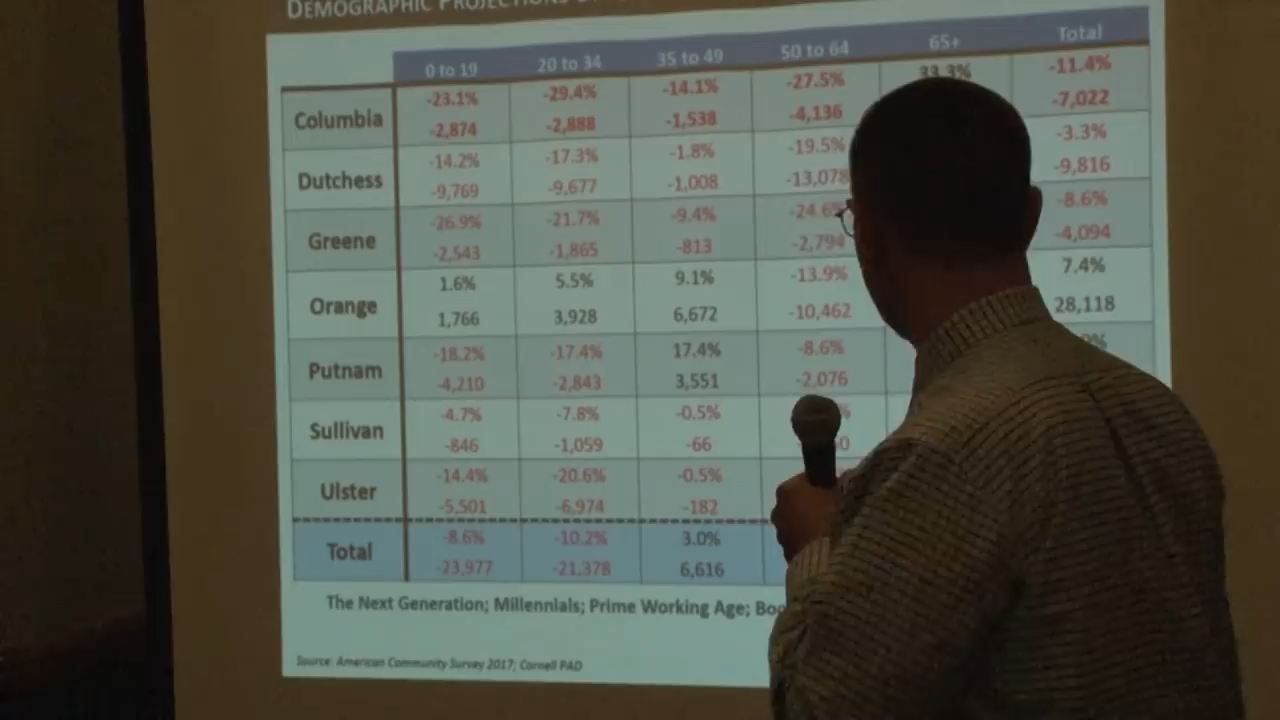 DEMOGRAPHIC PROJECTIONS
0 to 19 20 to 34 35 to 49 50 to 64 65+ Total
Columbia -23.1% -29.4% -14.1% -27.5% 33.3% -11.4%
-2,874 -2,888 -1,538 -4,136 -7,022
Dutchess -14.2% -17.3% -1.8% -19.5% -3.3%
-9,769 -9,677 -1,008 -13,078 -9,816
Greene -26.9% -21.7% -9.4% -24.6% -8.6%
-2,543 -1,865 -813 -2,794 -4,094
Orange 1.6% 5.5% 9.1% -13.9% 7.4%
1,766 3,928 6,672 -10,462 28,118
Putnam -18.2% -17.4% 17.4% -8.6%
-4,210 -2,843 3,551 -2,076
Sullivan -4.7% -7.8% -0.5%
-846 -1,059 -66
Ulster -14.4% -20.6% -0.5%
-5,501 -6,974 -182
Total -8.6% -10.2% 3.0%
-23,977 -21,378 6,616
The Next Generation; Millennials; Prime Working Age;
Source: American Community Survey 2017; Cornell PAD